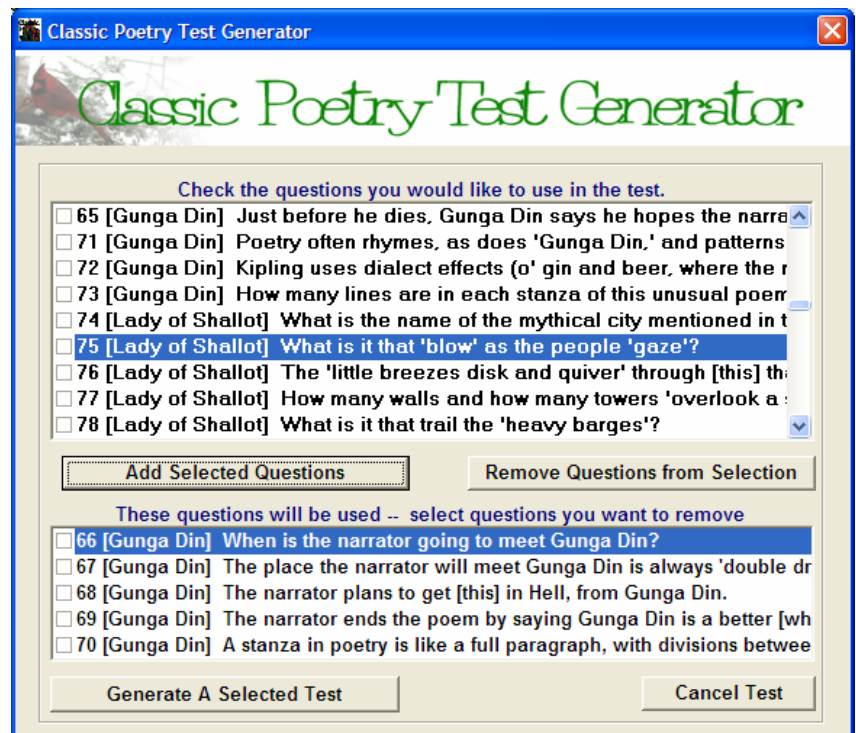 Classic Poetry Test Generator
Classic Poetry Test Generator
Check the questions you would like to use in the test.
65 [Gunga Din] Just before he dies, Gunga Din says he hopes the narra
71 [Gunga Din] Poetry often rhymes, as does 'Gunga Din,' and patterns
72 [Gunga Din] Kipling uses dialect effects (o' gin and beer, where the r
73 [Gunga Din] How many lines are in each stanza of this unusual poem
74 [Lady of Shallot] What is the name of the mythical city mentioned in t
75 [Lady of Shallot] What is it that 'blow' as the people 'gaze'?
76 [Lady of Shallot] The 'little breezes disk and quiver' through [this] tha
77 [Lady of Shallot] How many walls and how many towers 'overlook a s
78 [Lady of Shallot] What is it that trail the 'heavy barges'?
Add Selected Questions
Remove Questions from Selection
These questions will be used -- select questions you want to remove
66 [Gunga Din] When is the narrator going to meet Gunga Din?
67 [Gunga Din] The place the narrator will meet Gunga Din is always 'double dr
68 [Gunga Din] The narrator plans to get [this] in Hell, from Gunga Din.
69 [Gunga Din] The narrator ends the poem by saying Gunga Din is a better [wh
70 [Gunga Din] A stanza in poetry is like a full paragraph, with divisions betwee
Generate A Selected Test
Cancel Test